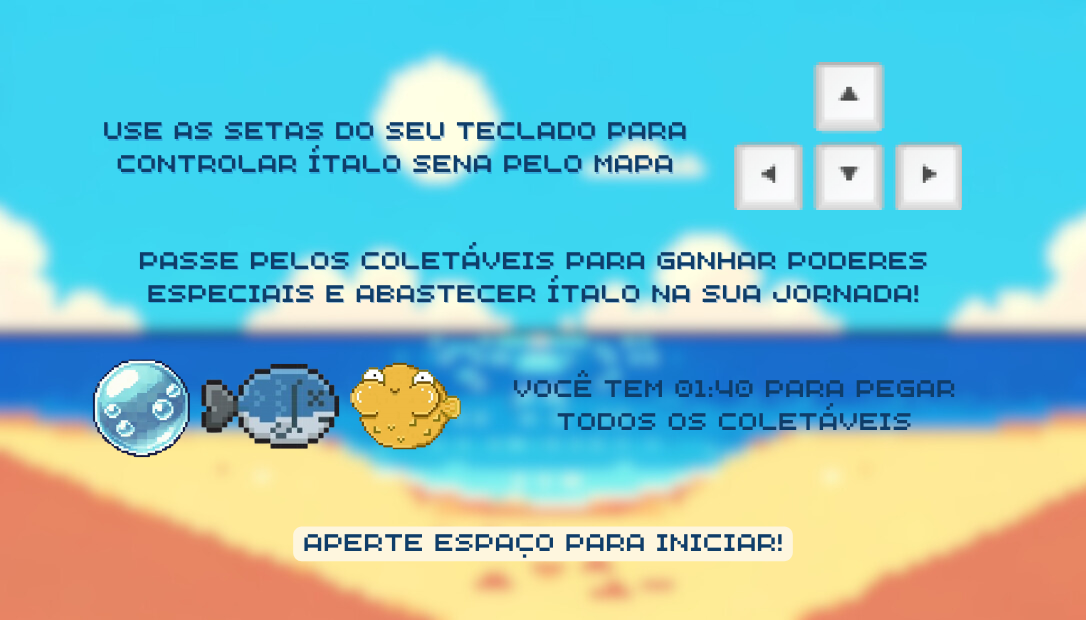 USE AS SETAS DO SEU TECLADO PARA
CONTROLAR ÍTALO SENA PELO MAPA
PASSE PELOS COLETÁVEIS PARA GANHAR PODERES
ESPECIAIS E ABASTECER ÍTALO NA SUA JORNADA!
VOCÊ TEM 01:40 PARA PEGAR
TODOS OS COLETÁVEIS
APERTE ESPAÇO PARA INICIAR!